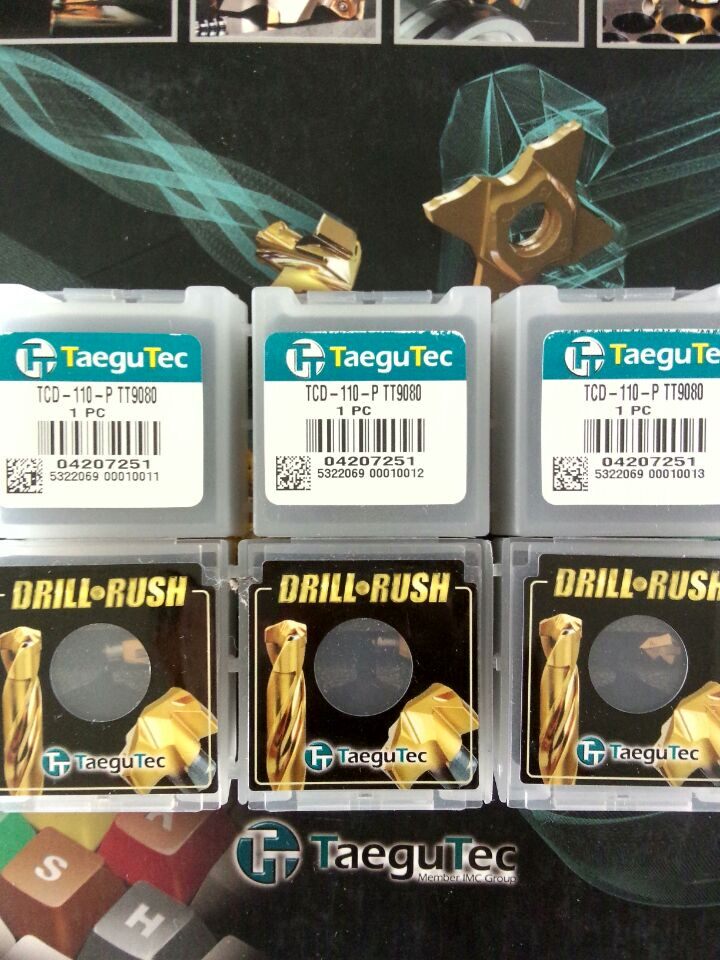 TaeguTec
TCD-110-P TT9080
1 PC
04207251
5322069 00010011
TaeguTec
TCD-110-P TT9080
1 PC
04207251
5322069 00010012
TaeguTe
TCD-110-P TT9080
1 PC
04207251
5322069 00010013
DRILL•RUSH
TaeguTec
DRILL•RUSH
TaeguTec
DRILL•RUSH
TaeguTec
TaeguTec
Member IMC Group
S
H